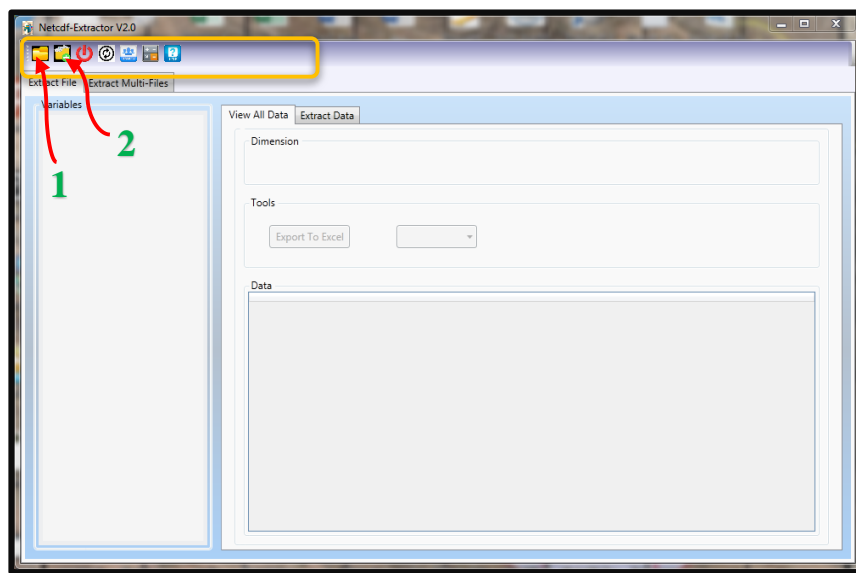 Netcdf-Extractor V2.0
Extract File
Extract Multi-Files
Variables
View All Data
Extract Data
2
Dimension
1
Tools
Export To Excel
Data